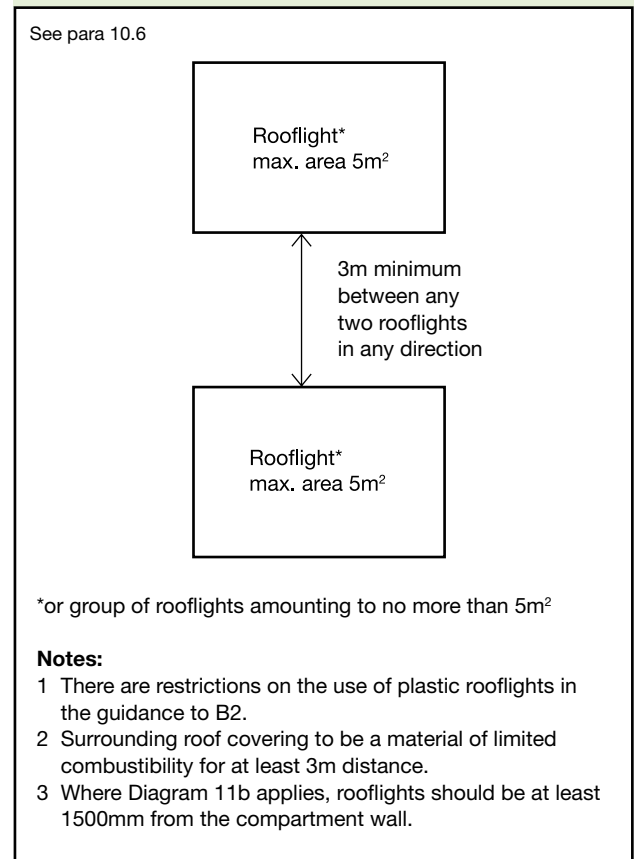 See para 10.6
Rooflight*
max. area 5m²
3m minimum
between any
two rooflights
in any direction
Rooflight*
max. area 5m²
*or group of rooflights amounting to no more than 5m²
Notes:
1 There are restrictions on the use of plastic rooflights in
the guidance to B2.
2 Surrounding roof covering to be a material of limited
combustibility for at least 3m distance.
3 Where Diagram 11b applies, rooflights should be at least
1500mm from the compartment wall.